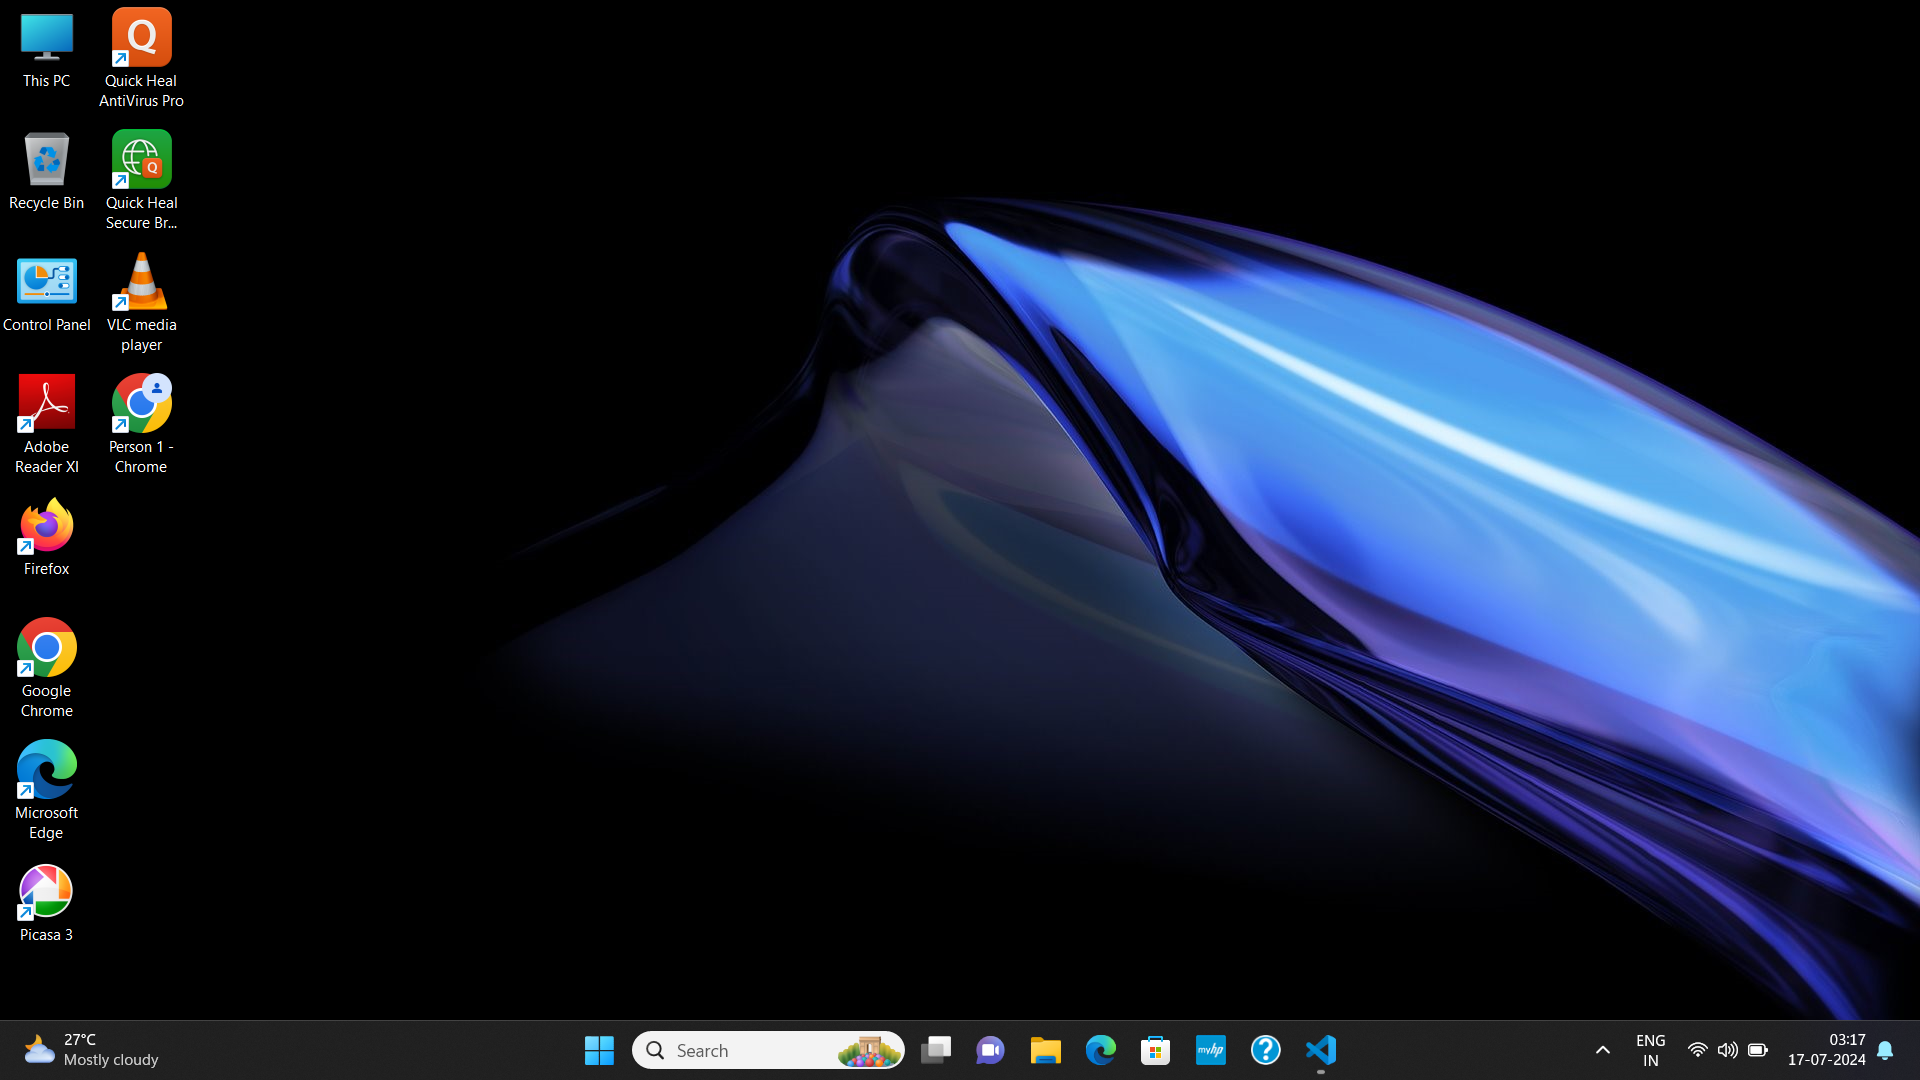 This PC
Quick Heal
AntiVirus Pro
Recycle Bin
Quick Heal
Secure Br...
Control Panel
VLC media
player
Adobe
Reader XI
Person 1 -
Chrome
Firefox
Google
Chrome
Microsoft
Edge
Picasa 3
27°C
Mostly cloudy
Search
myhp
ENG
IN
03:17
17-07-2024